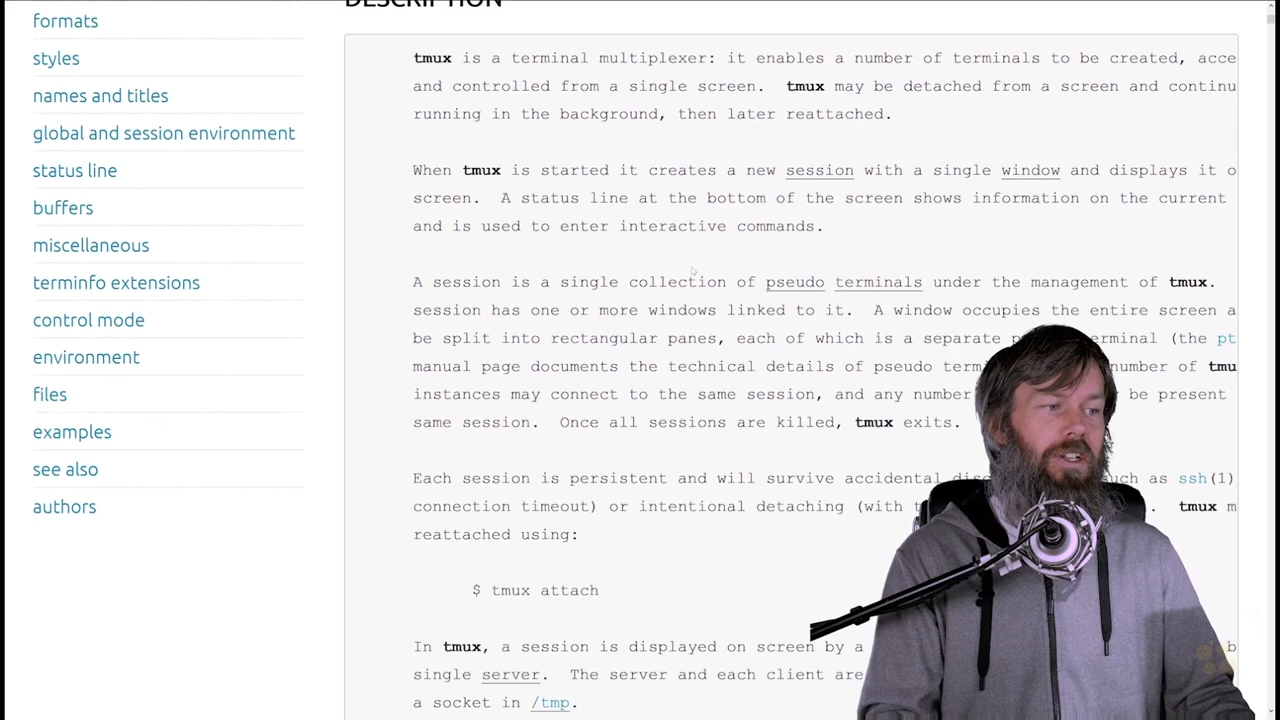 DESCRIPTION
formats
styles
names and titles
global and session environment
status line
buffers
miscellaneous
terminfo extensions
control mode
environment
files
examples
see also
authors
tmux is a terminal multiplexer: it enables a number of terminals to be created, acce
and controlled from a single screen. tmux may be detached from a screen and continu
running in the background, then later reattached.
When tmux is started it creates a new session with a single window and displays it o
screen. A status line at the bottom of the screen shows information on the current
and is used to enter interactive commands.
A session is a single collection of pseudo terminals under the management of tmux.
session has one or more windows linked to it. A window occupies the entire screen a
be split into rectangular panes, each of which is a separate terminal (the pt
manual page documents the technical details of pseudo number of tmu
instances may connect to the same session, and any number be present
same session. Once all sessions are killed, tmux exits.
Each session is persistent and will survive accidental such as ssh(1)
connection timeout) or intentional detaching (with tmux m
reattached using:
$ tmux attach
In tmux, a session is displayed on screen by a b
single server. The server and each client are
a socket in /tmp.